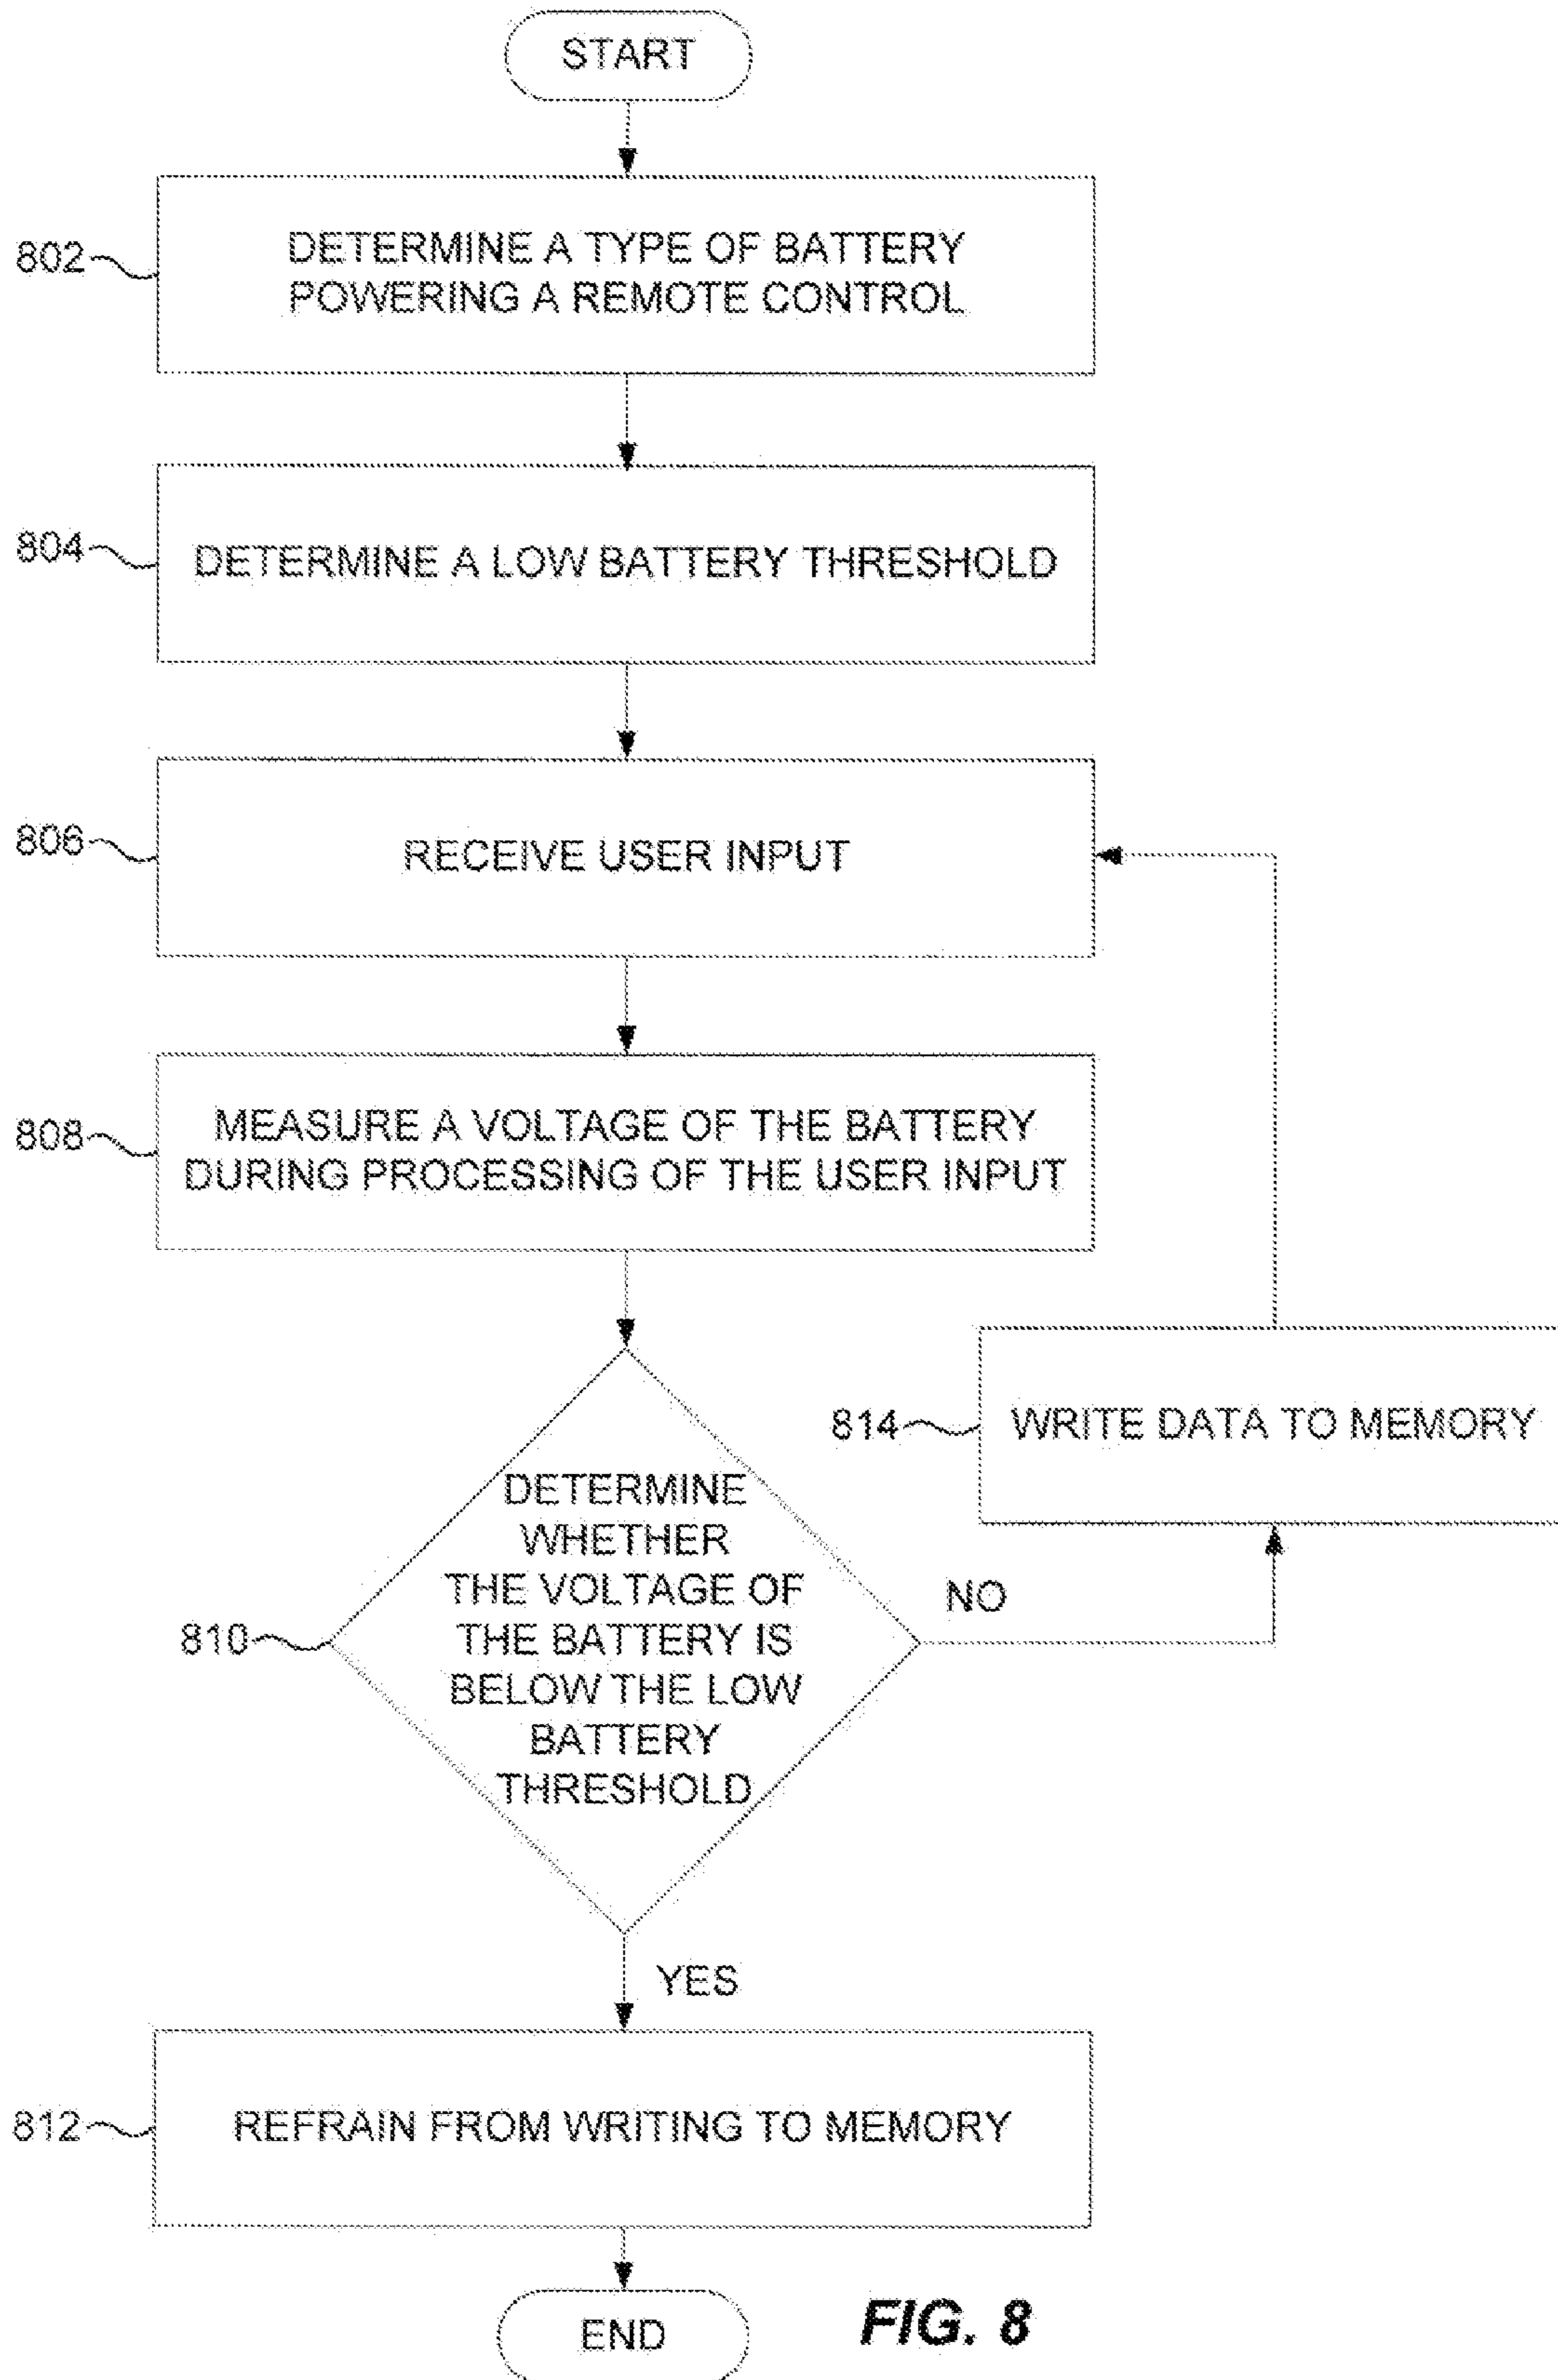 START
802
DETERMINE A TYPE OF BATTERY
POWERING A REMOTE CONTROL
804
DETERMINE A LOW BATTERY THRESHOLD
806
RECEIVE USER INPUT
808
MEASURE A VOLTAGE OF THE BATTERY
DURING PROCESSING OF THE USER INPUT
814
WRITE DATA TO MEMORY
810
DETERMINE
WHETHER
THE VOLTAGE OF
THE BATTERY IS
BELOW THE LOW
BATTERY
THRESHOLD
NO
YES
812
REFRAIN FROM WRITING TO MEMORY
END
FIG. 8